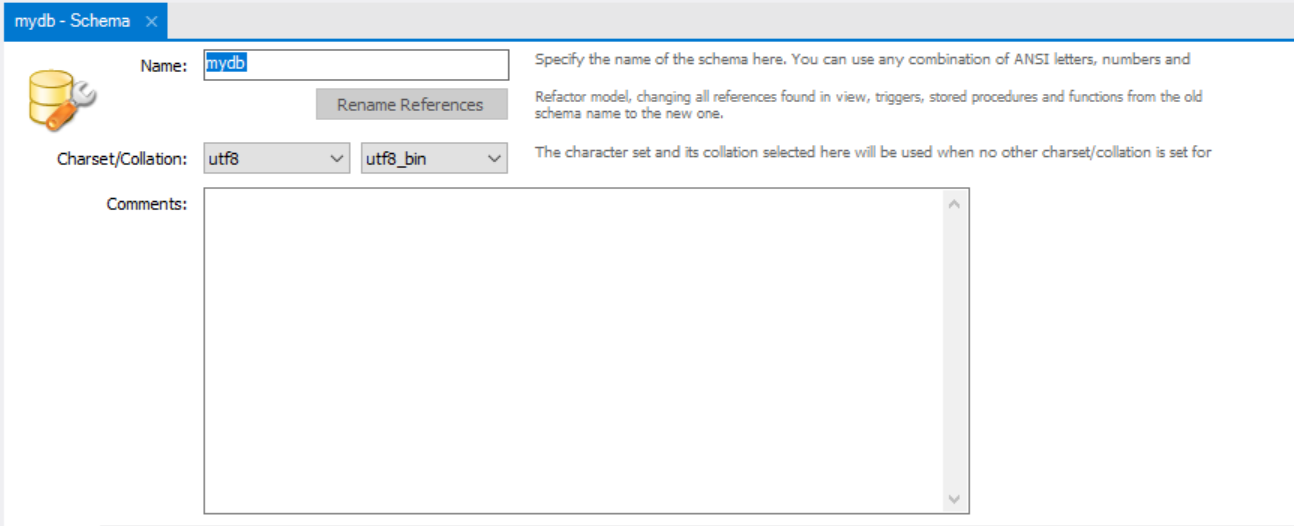 mydb - Schema ×
Name: mydb Specify the name of the schema here. You can use any combination of ANSI letters, numbers and
Rename References Refactor model, changing all references found in view, triggers, stored procedures and functions from the old
schema name to the new one.
Charset/Collation: utf8 utf8_bin The character set and its collation selected here will be used when no other charset/collation is set for
Comments: